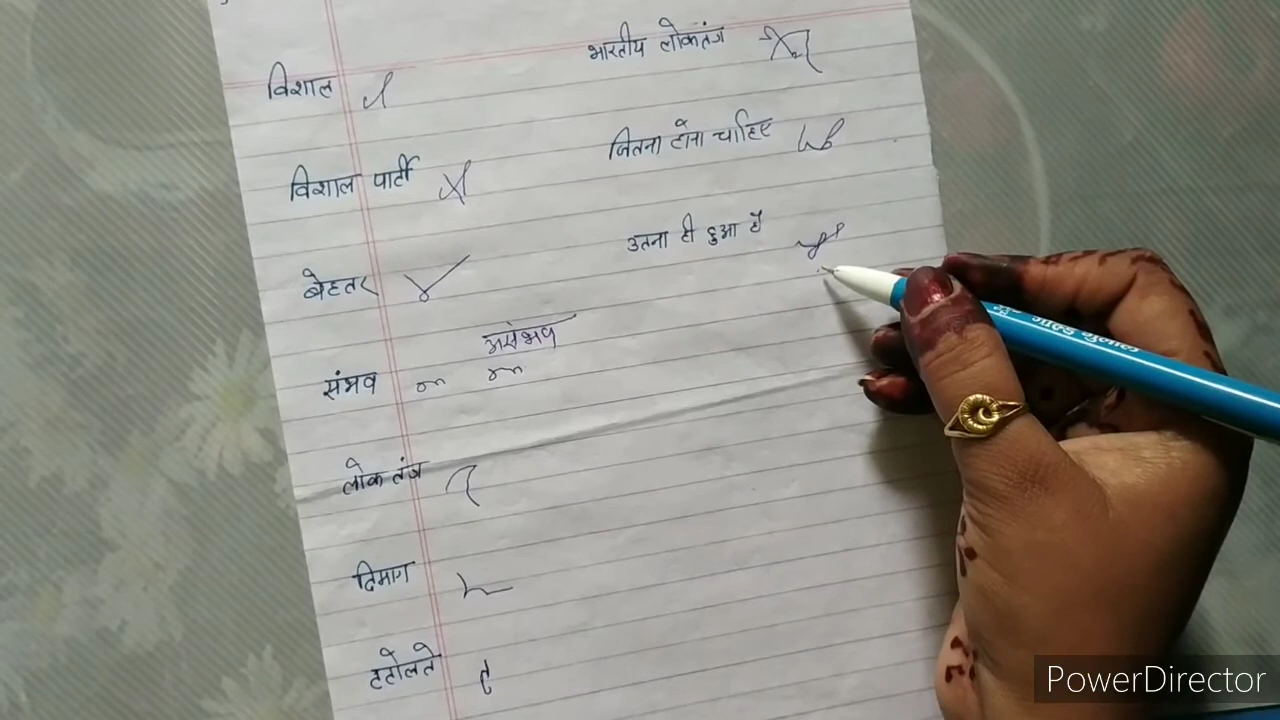 विशाल
विशाल पार्टी
बेहतर
असंभव
संभव
लोकतंत्र
दिमाग
टटोलते
भारतीय लोकतंत्र
जितना होना चाहिए
उतना ही हुआ है
PowerDirector